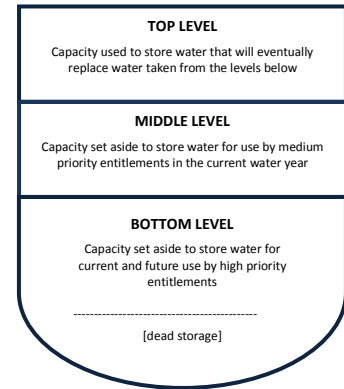 TOP LEVEL
Capacity used to store water that will eventually
replace water taken from the levels below
MIDDLE LEVEL
Capacity set aside to store water for use by medium
priority entitlements in the current water year
BOTTOM LEVEL
Capacity set aside to store water for
current and future use by high priority
entitlements
---------------------------------------------
[dead storage]